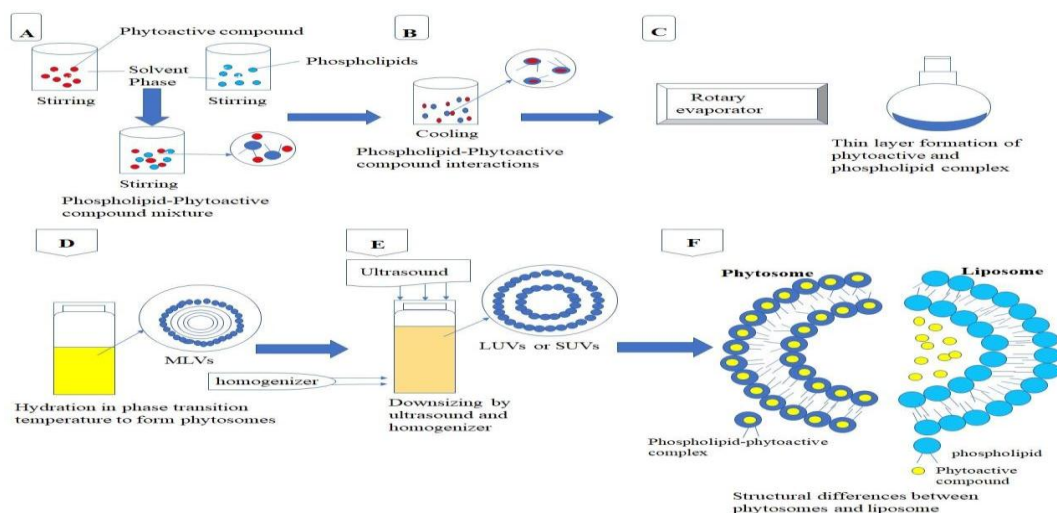 A
Phytoactive compound
Solvent
Phase
Phospholipids
Stirring
Stirring
Stirring
Phospholipid-Phytoactive
compound mixture
B
Cooling
Phospholipid-Phytoactive
compound interactions
C
Rotary
evaporator
Thin layer formation of
phytoactive and
phospholipid complex
D
MLVs
Hydration in phase transition
temperature to form phytosomes
E
Ultrasound
LUVs or SUVs
homogenizer
Downsizing by
ultrasound and
homogenizer
F
Phytosome
Liposome
Phospholipid-phytoactive
complex
phospholipid
Phytoactive
compound
Structural differences between
phytosomes and liposome